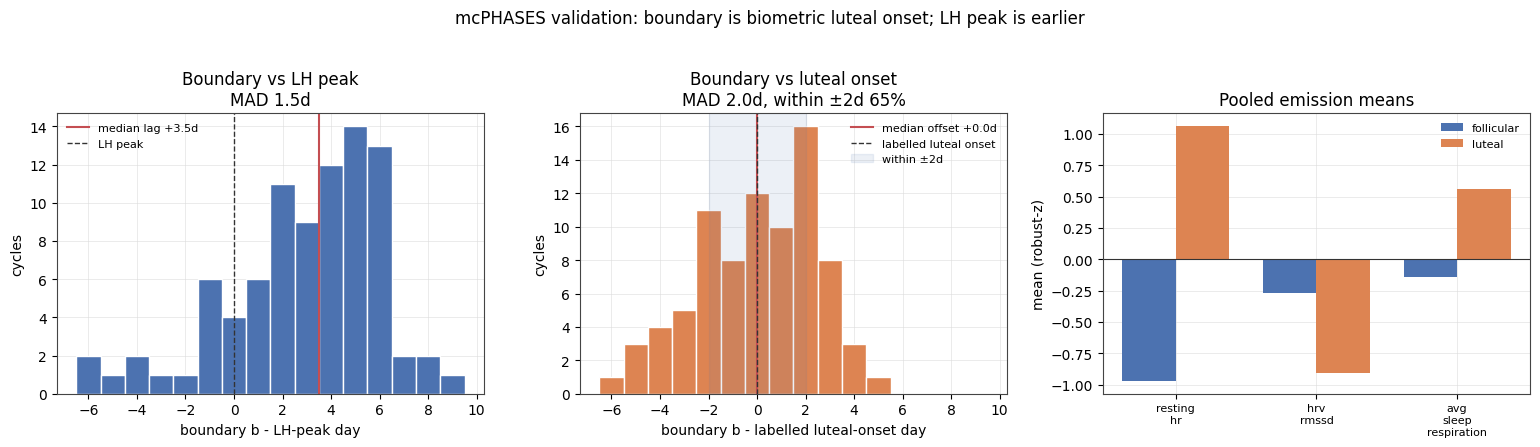 mcPHASES validation: boundary is biometric luteal onset; LH peak is earlier
Boundary vs LH peak
MAD 1.5d
median lag +3.5d
LH peak
cycles
14
12
10
8
6
4
2
0
−6
−4
−2
0
2
4
6
8
10
boundary b - LH-peak day
Boundary vs luteal onset
MAD 2.0d, within ±2d 65%
median offset +0.0d
labelled luteal onset
within ±2d
cycles
16
14
12
10
8
6
4
2
0
−6
−4
−2
0
2
4
6
8
10
boundary b - labelled luteal-onset day
Pooled emission means
follicular
luteal
mean (robust-z)
1.00
0.75
0.50
0.25
0.00
−0.25
−0.50
−0.75
−1.00
resting
hr
hrv
rmssd
avg
sleep
respiration